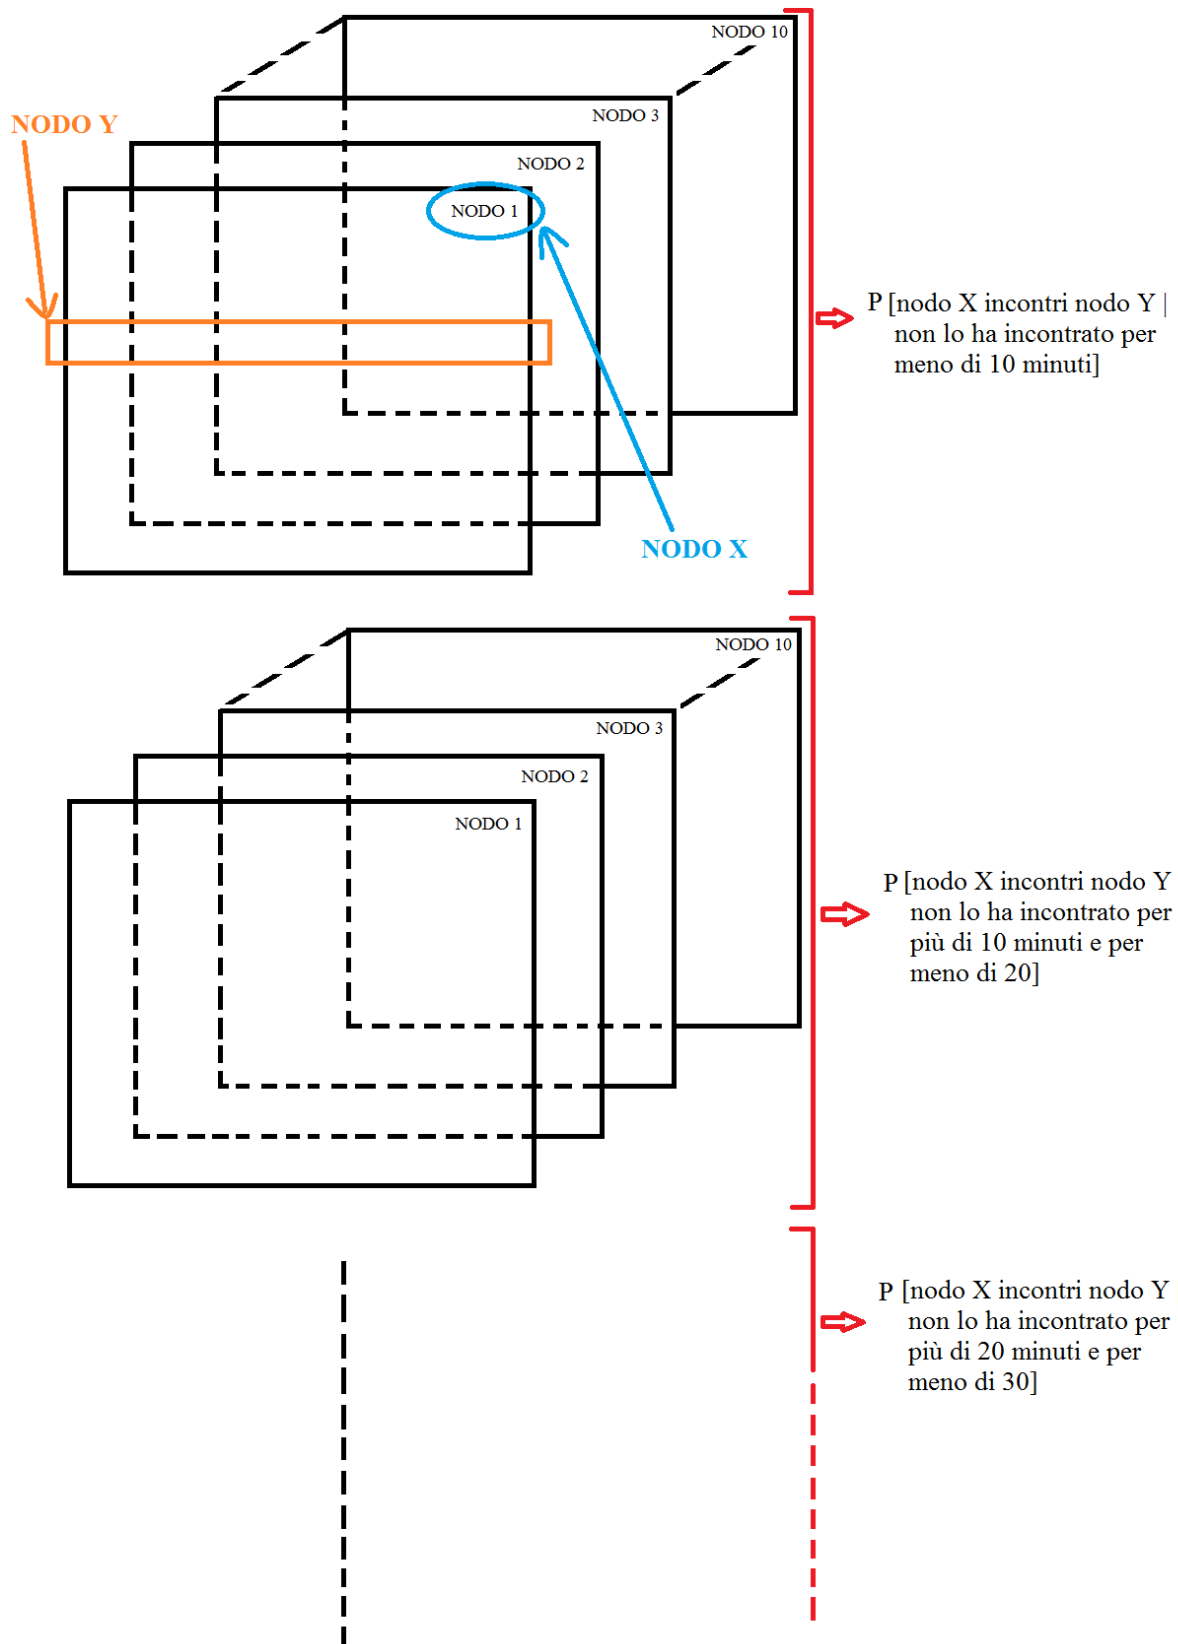 NODO 10
NODO 3
NODO Y
NODO 2
NODO 1
P [nodo X incontri nodo Y |
non lo ha incontrato per
meno di 10 minuti]
NODO X
NODO 10
NODO 3
NODO 2
NODO 1
P [nodo X incontri nodo Y
non lo ha incontrato per
più di 10 minuti e per
meno di 20]
P [nodo X incontri nodo Y
non lo ha incontrato per
più di 20 minuti e per
meno di 30]